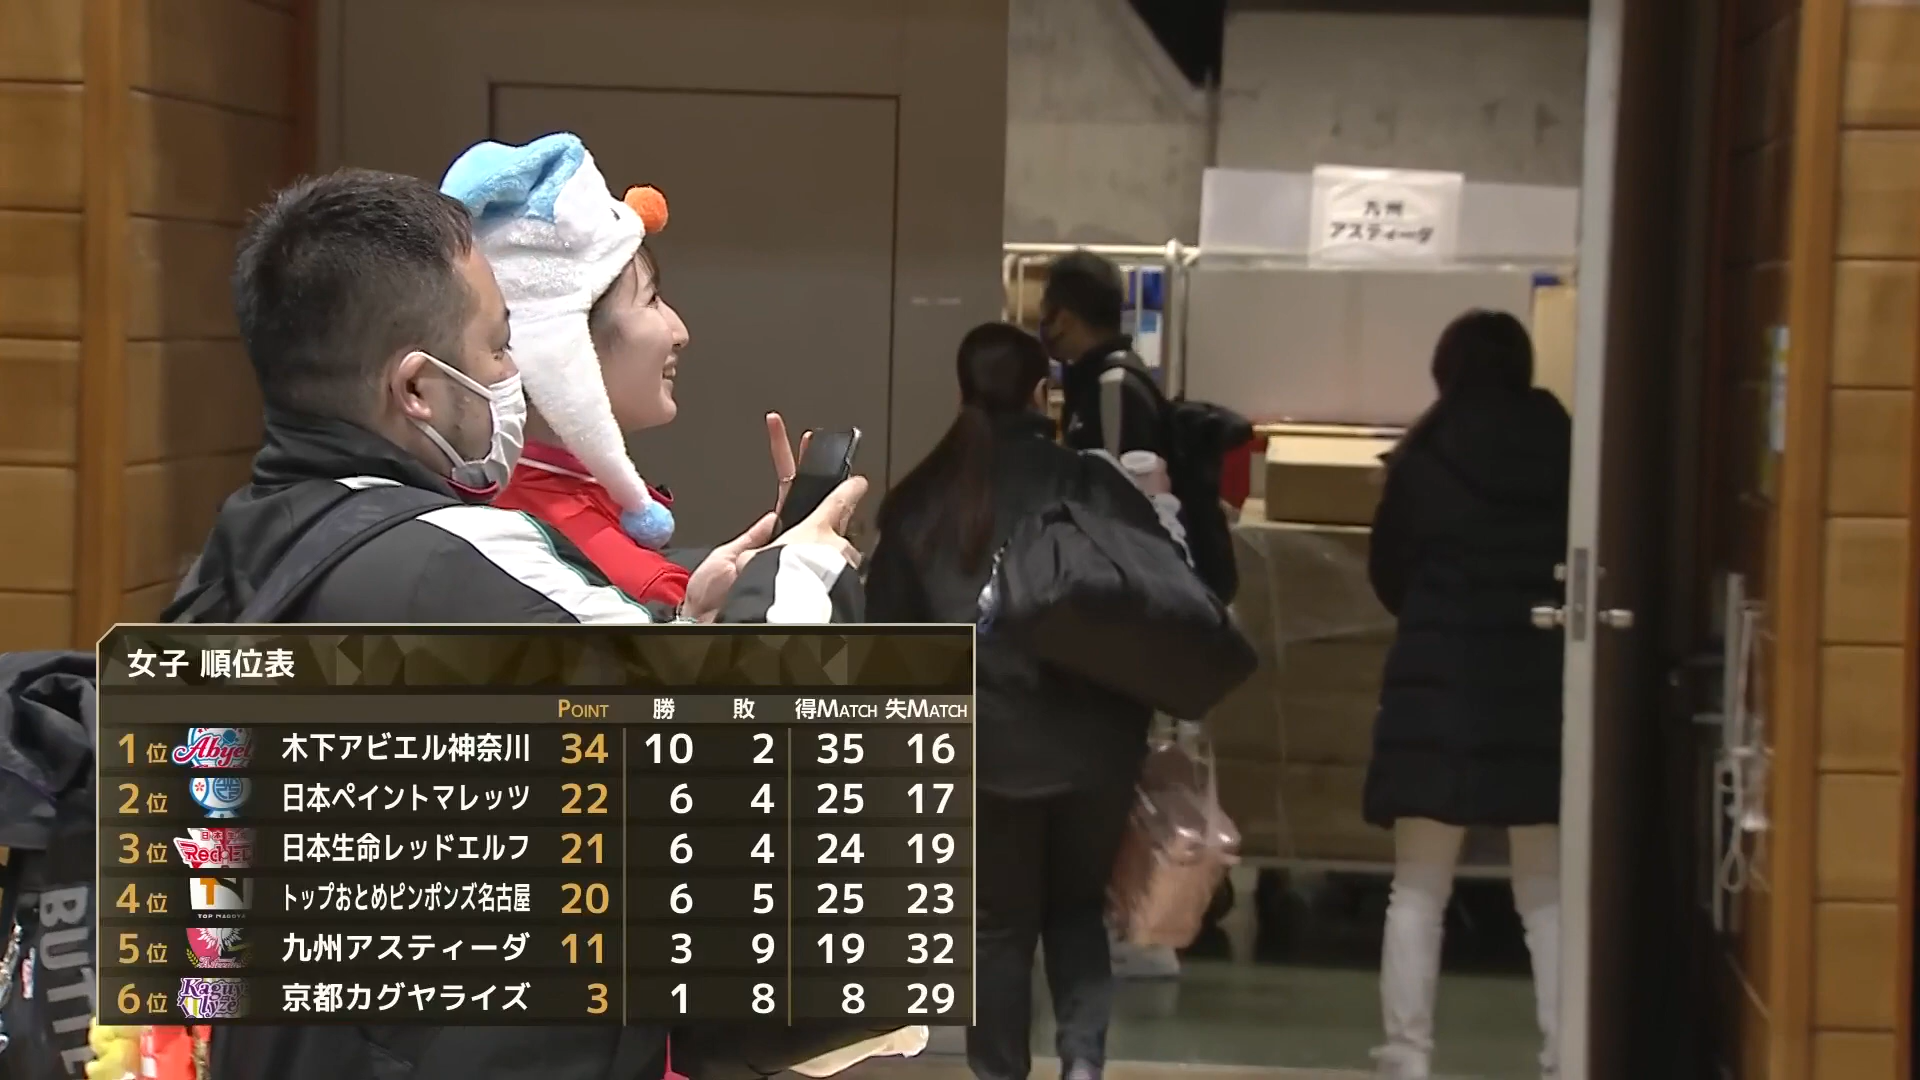 九州
アスティーダ
女子 順位表
POINT 勝 敗 得MATCH 失MATCH
1位 Abyel 木下アビエル神奈川 34 10 2 35 16
2位 日本ペイントマレッツ 22 6 4 25 17
3位 日本生命レッドエルフ 21 6 4 24 19
4位 TOP NAGOYA トップおとめピンポンズ名古屋 20 6 5 25 23
5位 九州アスティーダ 11 3 9 19 32
6位 京都カグヤライズ 3 1 8 8 29
BUTTE